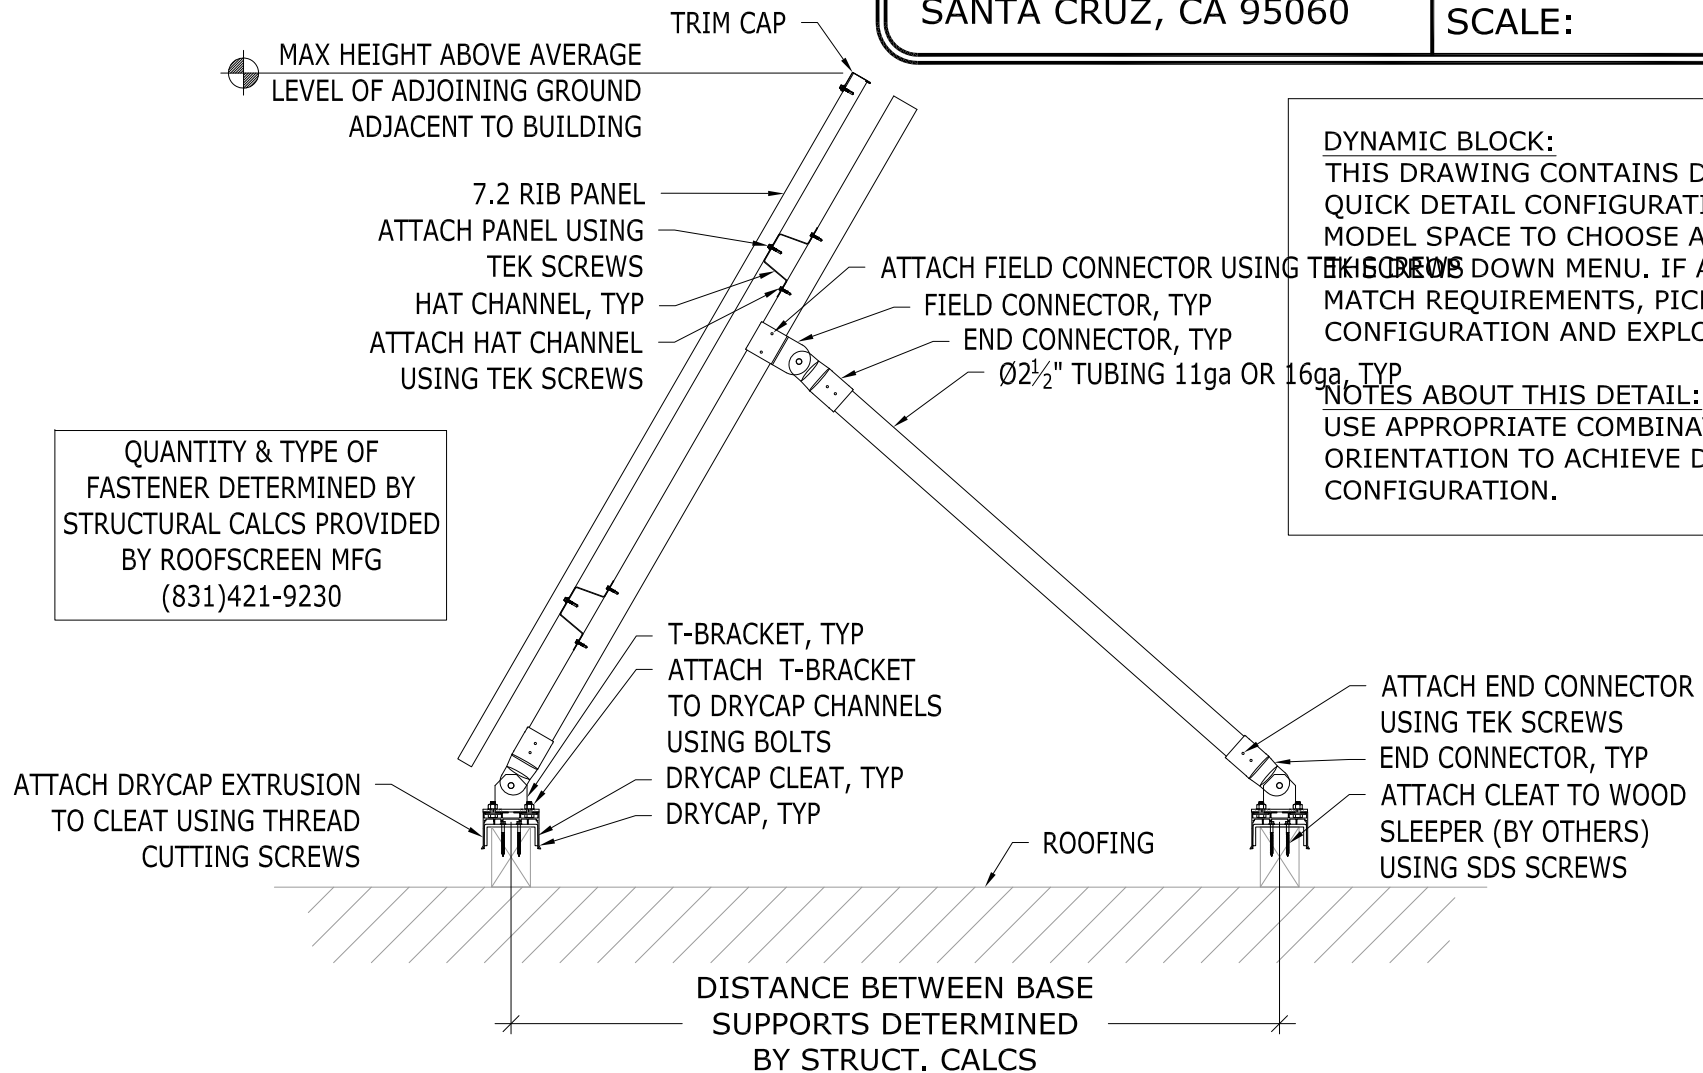 SANTA CRUZ, CA 95060
SCALE:
TRIM CAP
MAX HEIGHT ABOVE AVERAGE
LEVEL OF ADJOINING GROUND
ADJACENT TO BUILDING
7.2 RIB PANEL
ATTACH PANEL USING
TEK SCREWS
HAT CHANNEL, TYP
ATTACH HAT CHANNEL
USING TEK SCREWS
ATTACH FIELD CONNECTOR USING TEK SCREWS
FIELD CONNECTOR, TYP
END CONNECTOR, TYP
Ø2½" TUBING 11ga OR 16ga, TYP
DYNAMIC BLOCK:
THIS DRAWING CONTAINS
QUICK DETAIL
MODEL SPACE TO CHOOSE
THE DROP DOWN MENU. IF
MATCH REQUIREMENTS,
CONFIGURATION AND
NOTES ABOUT THIS DETAIL:
USE APPROPRIATE
ORIENTATION TO ACHIEVE
CONFIGURATION.
QUANTITY & TYPE OF
FASTENER DETERMINED BY
STRUCTURAL CALCS PROVIDED
BY ROOFSCREEN MFG
(831)421-9230
T-BRACKET, TYP
ATTACH T-BRACKET
TO DRYCAP CHANNELS
USING BOLTS
DRYCAP CLEAT, TYP
DRYCAP, TYP
ATTACH DRYCAP EXTRUSION
TO CLEAT USING THREAD
CUTTING SCREWS
ROOFING
ATTACH END CONNECTOR
USING TEK SCREWS
END CONNECTOR, TYP
ATTACH CLEAT TO WOOD
SLEEPER (BY OTHERS)
USING SDS SCREWS
DISTANCE BETWEEN BASE
SUPPORTS DETERMINED
BY STRUCT. CALCS